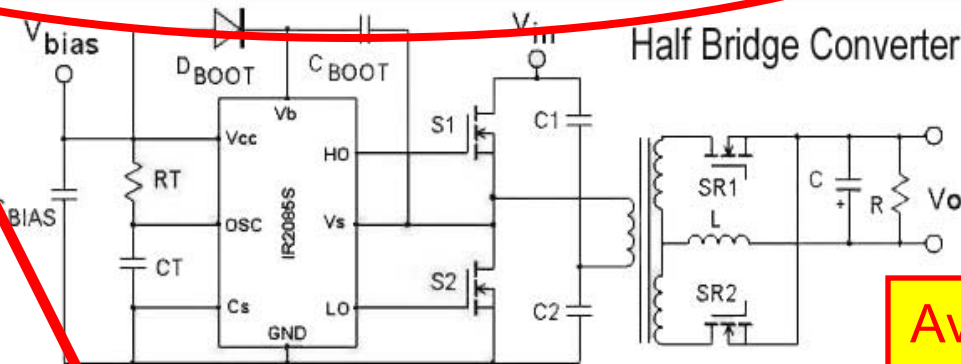 Vbias
DBOOT
CBOOT
Vin
Half Bridge Converter
Vb
Vcc
HO
S1
C1
RT
SR1
C
R
Vo
BIAS
OSC
Vs
IR2085S
L
CT
S2
SR2
Cs
LO
C2
GND
Av